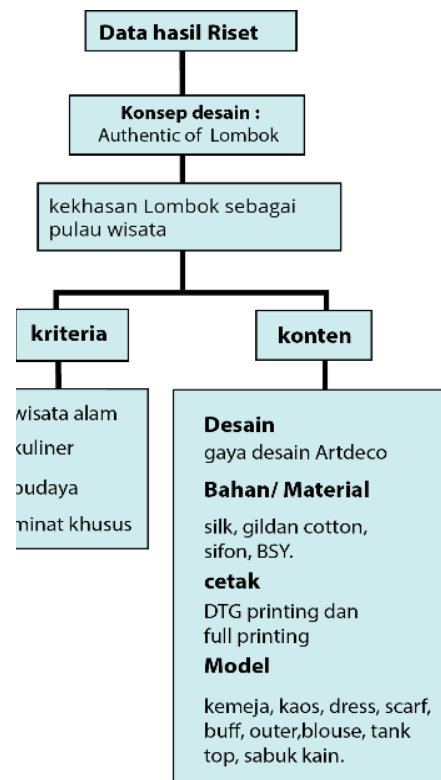 Data hasil Riset
Konsep desain :
Authentic of Lombok
kekhasan Lombok sebagai
pulau wisata
kriteria
konten
wisata alam
kuliner
budaya
minat khusus
Desain
gaya desain Artdeco
Bahan/ Material
silk, gildan cotton,
sifon, BSY.
cetak
DTG printing dan
full printing
Model
kemeja, kaos, dress, scarf,
buff, outer,blouse, tank
top, sabuk kain.